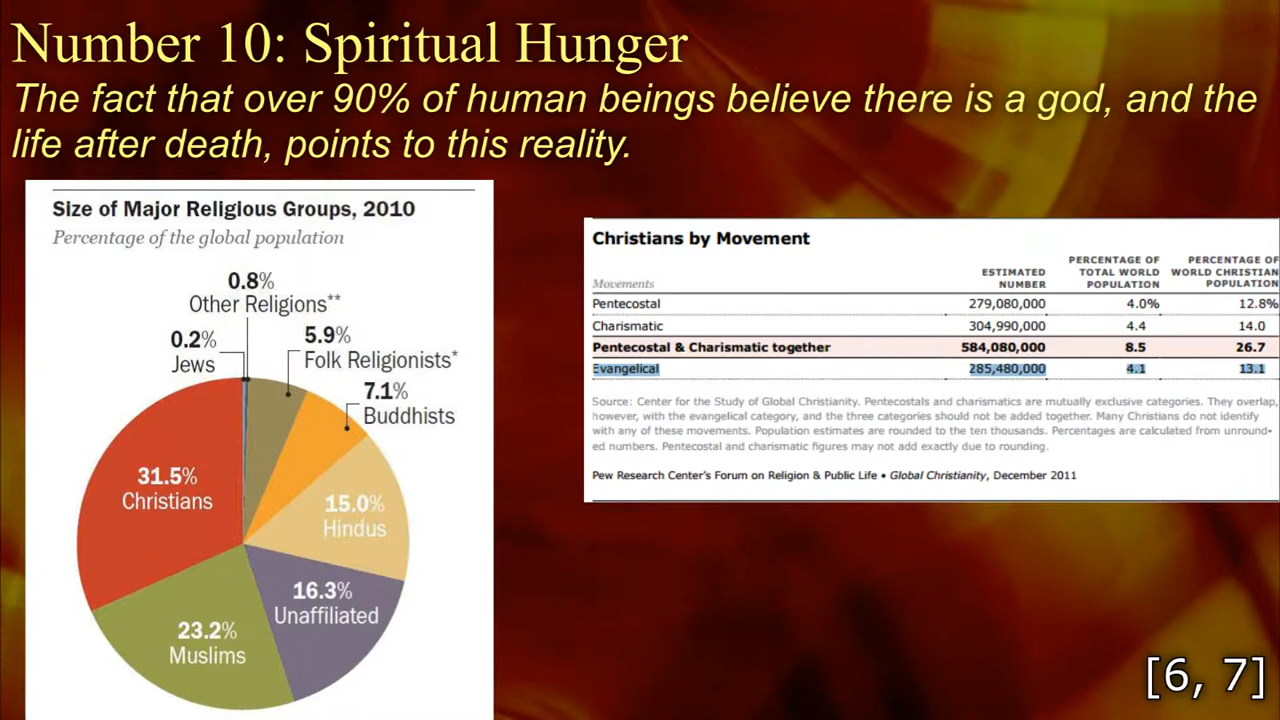 Number 10: Spiritual Hunger
The fact that over 90% of human beings believe there is a god, and the
life after death, points to this reality.
Size of Major Religious Groups, 2010
Percentage of the global population
0.8%
Other Religions**
0.2%
Jews
5.9%
Folk Religionists*
7.1%
Buddhists
31.5%
Christians
15.0%
Hindus
16.3%
Unaffiliated
23.2%
Muslims
Christians by Movement
Movements
ESTIMATED
NUMBER
PERCENTAGE OF
TOTAL WORLD
POPULATION
PERCENTAGE OF
WORLD CHRISTIAN
POPULATION
Pentecostal 279,080,000 4.0% 12.8%
Charismatic 304,990,000 4.4 14.0
Pentecostal & Charismatic together 584,080,000 8.5 26.7
Evangelical 285,480,000 4.1 13.1
Source: Center for the Study of Global Christianity. Pentecostals and charismatics are mutually exclusive categories. They overlap,
however, with the evangelical category, and the three categories should not be added together. Many Christians do not identify
with any of these movements. Population estimates are rounded to the ten thousands. Percentages are calculated from unround-
ed numbers. Pentecostal and charismatic figures may not add exactly due to rounding.
Pew Research Center's Forum on Religion & Public Life • Global Christianity, December 2011
[6, 7]